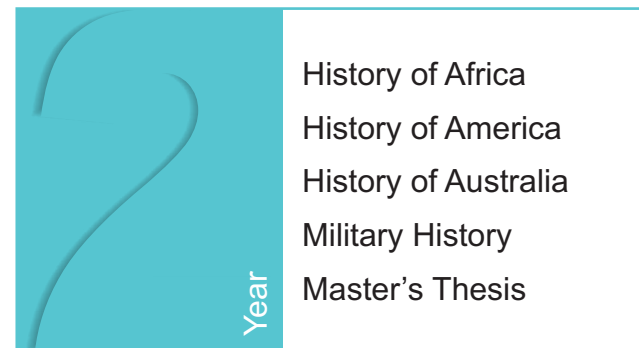 2
Year
History of Africa
History of America
History of Australia
Military History
Master’s Thesis